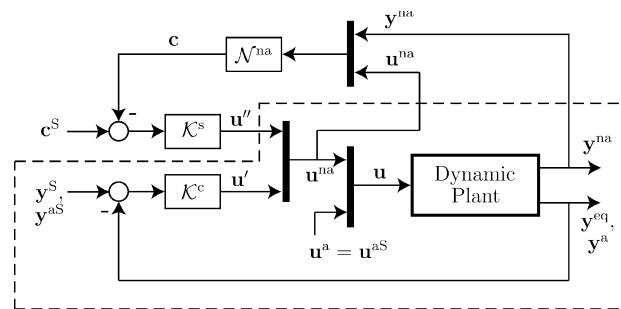 y^na
c
𝒩^na
u^na
c^S
-
𝒦^s
u''
y^na
y^S,
y^aS
-
𝒦^c
u'
u^na
u
Dynamic
Plant
y^eq,
y^a
u^a = u^aS